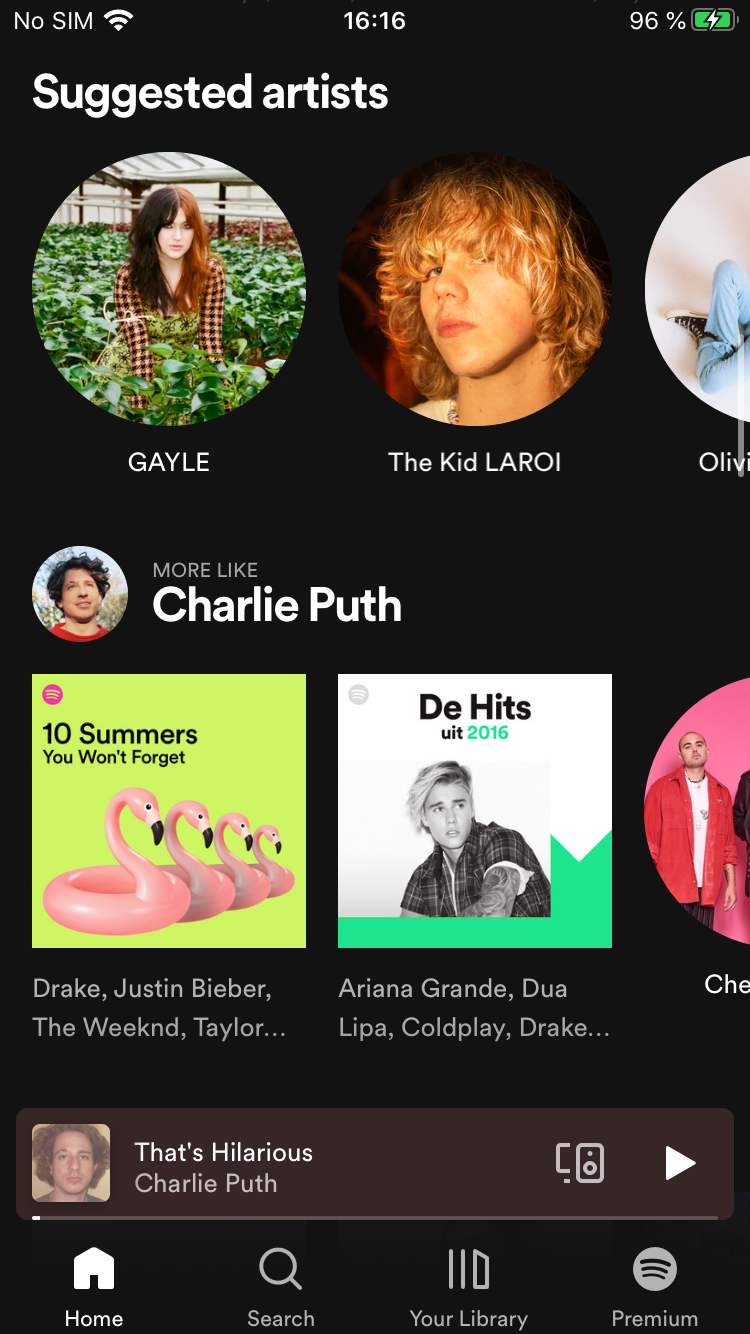 No SIM 16:16 96 %
Suggested artists
GAYLE The Kid LAROI Olivi
MORE LIKE
Charlie Puth
10 Summers
You Won't Forget
De Hits
uit 2016
Drake, Justin Bieber,
The Weeknd, Taylor...
Ariana Grande, Dua
Lipa, Coldplay, Drake...
Che
That's Hilarious
Charlie Puth
Home Search Your Library Premium